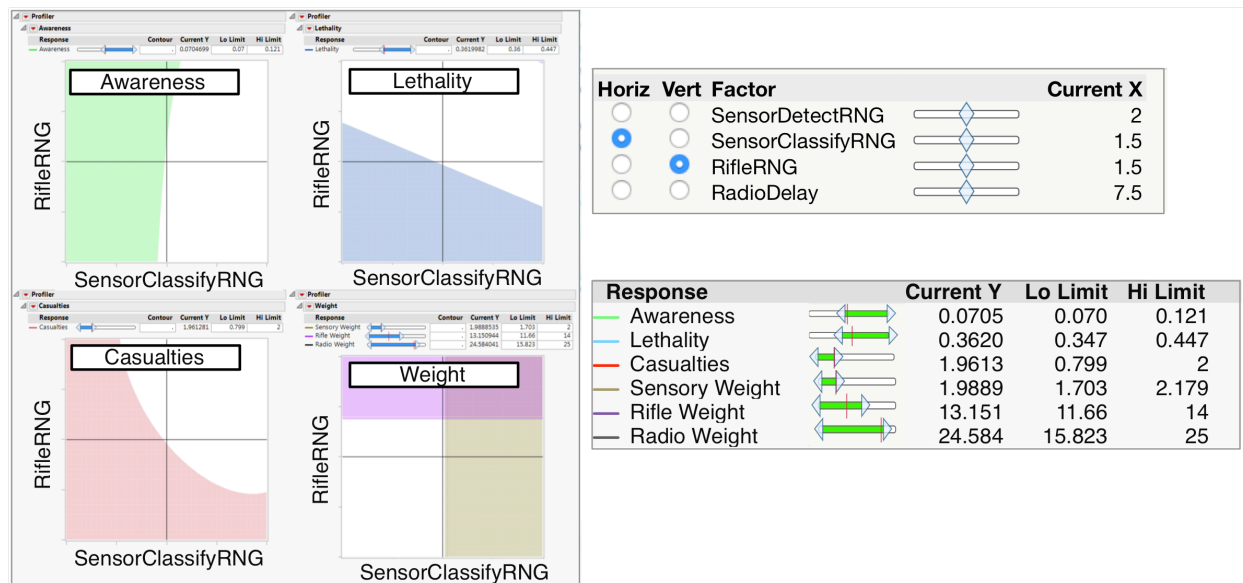 Profiler
Awareness
Response Contour Current Y Lo Limit Hi Limit
Awareness . 0.0704699 0.07 0.121
Awareness
RifleRNG
SensorClassifyRNG
Profiler
Lethality
Response Contour Current Y Lo Limit Hi Limit
Lethality . 0.3619982 0.36 0.447
Lethality
RifleRNG
SensorClassifyRNG
Profiler
Casualties
Response Contour Current Y Lo Limit Hi Limit
Casualties . 1.961281 0.799 2
Casualties
RifleRNG
SensorClassifyRNG
Profiler
Weight
Response Contour Current Y Lo Limit Hi Limit
Sensory Weight . 1.9888535 1.703 2
Rifle Weight . 13.150944 11.66 14
Radio Weight . 24.584041 15.823 25
Weight
RifleRNG
SensorClassifyRNG
Horiz Vert Factor Current X
SensorDetectRNG 2
SensorClassifyRNG 1.5
RifleRNG 1.5
RadioDelay 7.5
Response Current Y Lo Limit Hi Limit
Awareness 0.0705 0.070 0.121
Lethality 0.3620 0.347 0.447
Casualties 1.9613 0.799 2
Sensory Weight 1.9889 1.703 2.179
Rifle Weight 13.151 11.66 14
Radio Weight 24.584 15.823 25